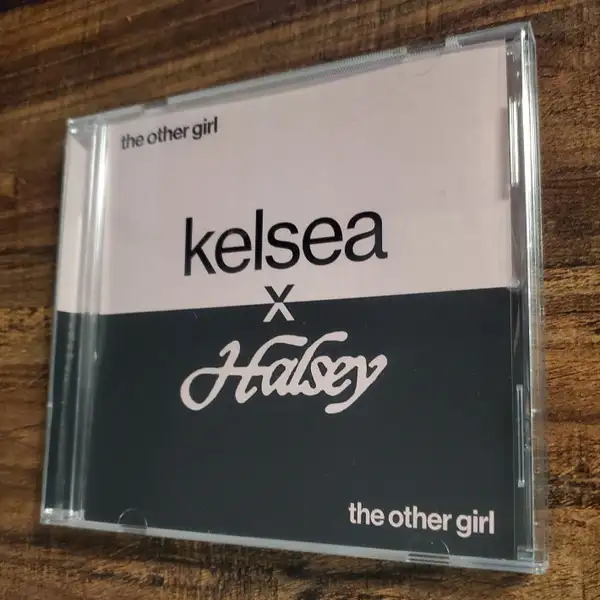 the other girl
kelsea
x
Halsey
the other girl